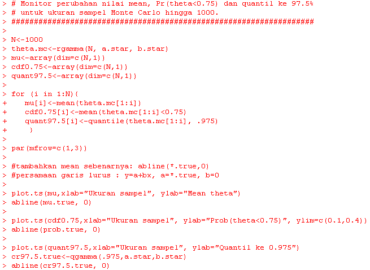 > # Monitor perubahan nilai mean, Pr(theta<0.75) dan quantil ke 97.5%
> # untuk ukuran sampel Monte Carlo hingga 1000.
> ##################################################################
>
> N<-1000
> theta.mc<-rgamma(N, a.star, b.star)
> mu<-array(dim=c(N,1))
> cdf0.75<-array(dim=c(N,1))
> quant97.5<-array(dim=c(N,1))
>
> for (i in 1:N){
+ mu[i]<-mean(theta.mc[1:i])
+ cdf0.75[i]<-mean(theta.mc[1:i]<0.75)
+ quant97.5[i]<-quantile(theta.mc[1:i], .975)
+ }
>
> par(mfrow=c(1,3))
>
> #tambahkan mean sebenarnya: abline(*.true,0)
> #persamaan garis lurus : y=a+bx, a=*.true, b=0
>
> plot.ts(mu,xlab="Ukuran sampel", ylab="Mean theta")
> abline(mu.true, 0)
>
> plot.ts(cdf0.75,xlab="Ukuran sampel", ylab="Prob(theta<0.75)", ylim=c(0.1,0.4))
> abline(prob.true, 0)
>
> plot.ts(quant97.5,xlab="Ukuran sampel", ylab="Quantil ke 0.975")
> cr97.5.true<-qgamma(.975,a.star,b.star)
> abline(cr97.5.true, 0)